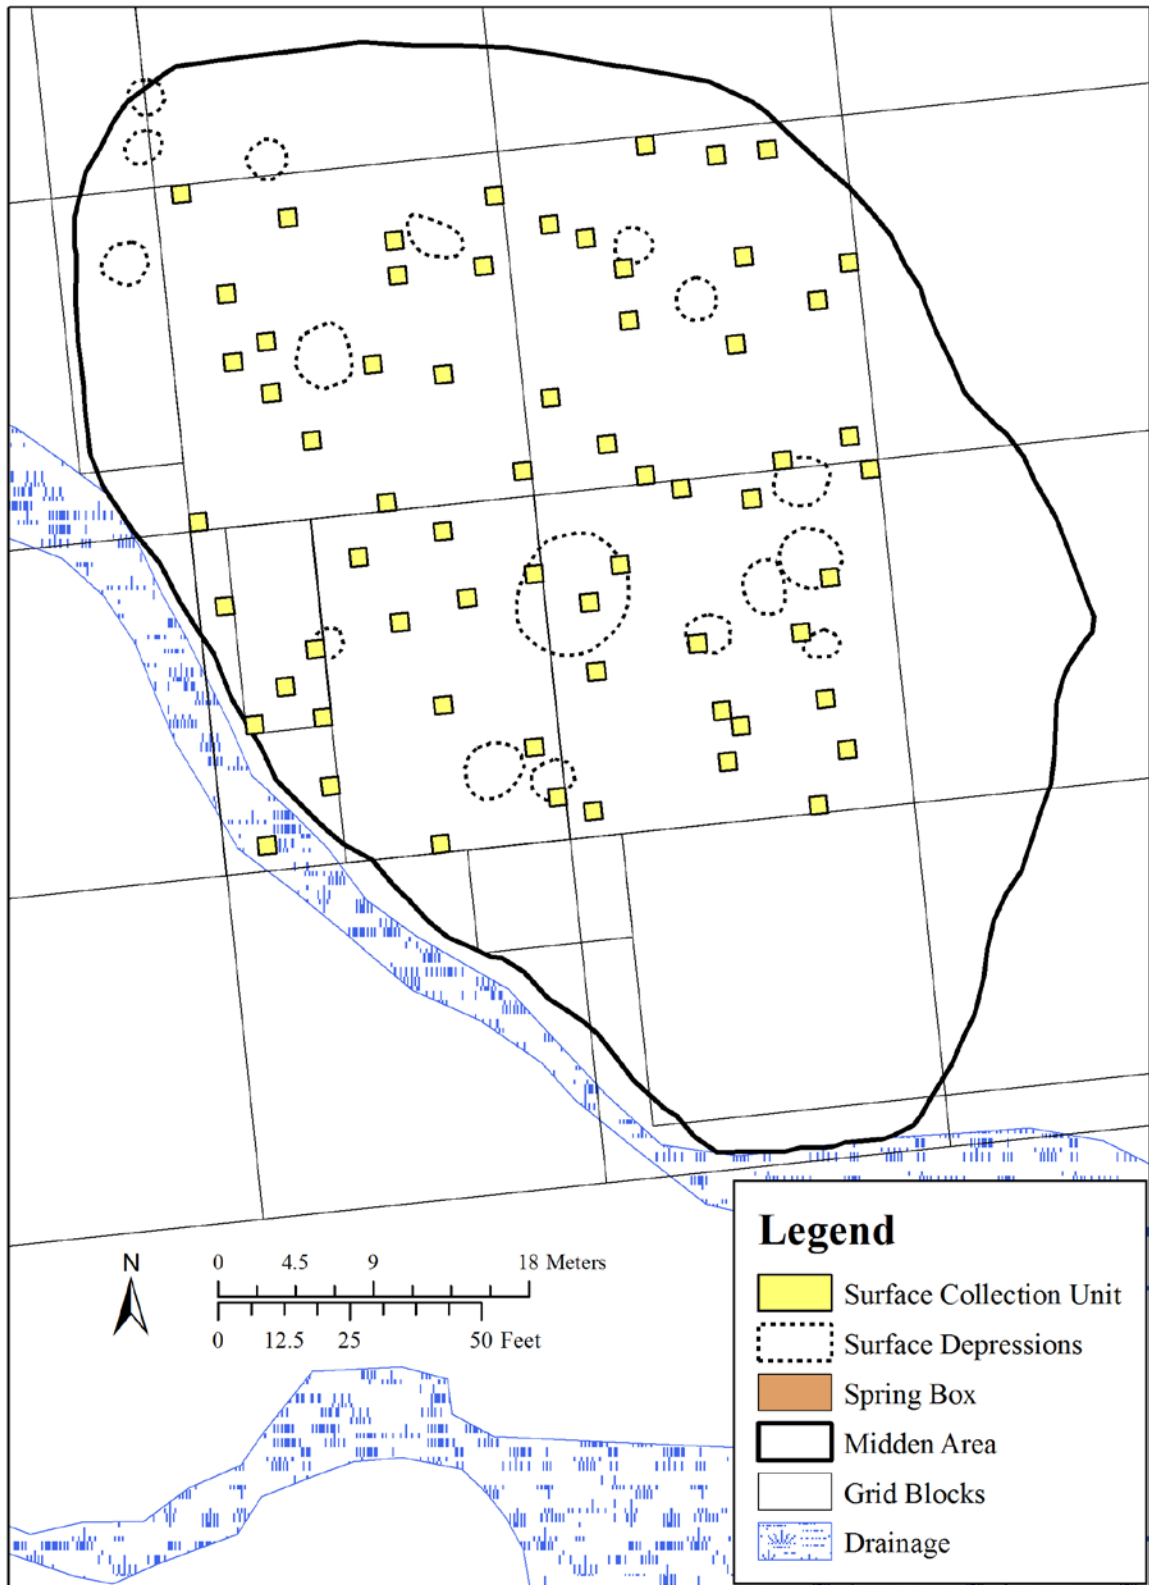 N
0 4.5 9 18 Meters
0 12.5 25 50 Feet
Legend
Surface Collection Unit
Surface Depressions
Spring Box
Midden Area
Grid Blocks
Drainage